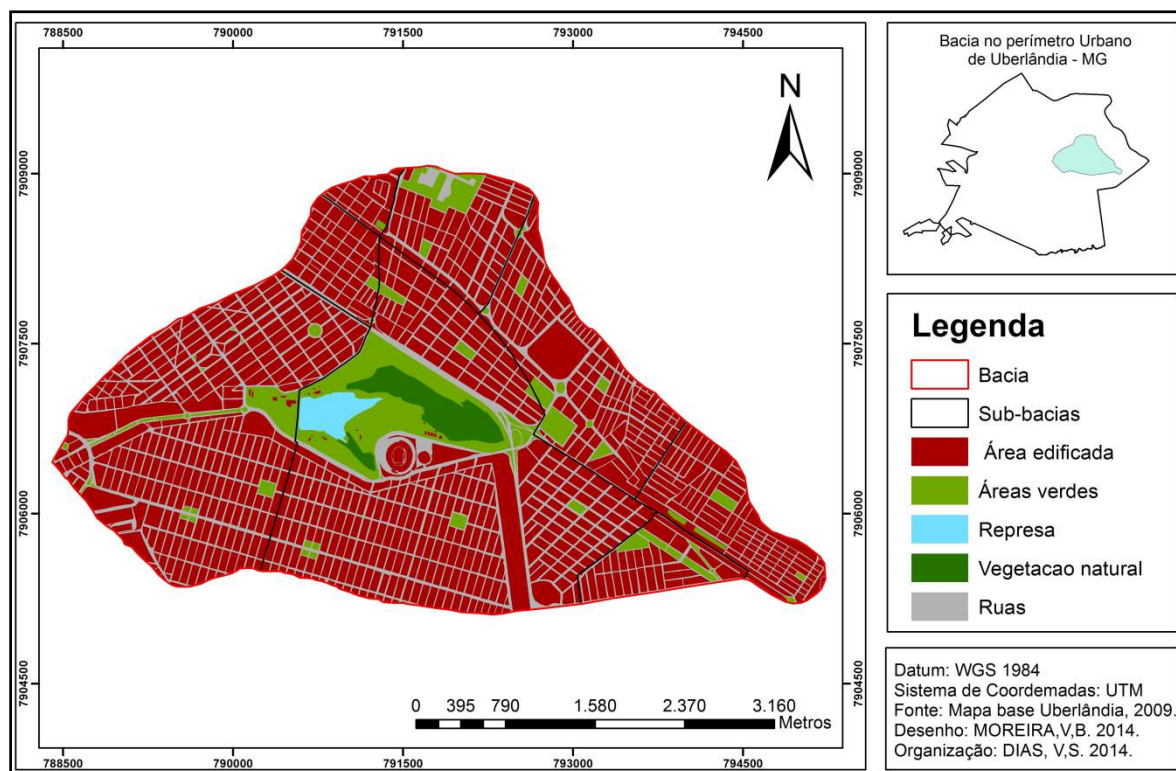 788500 790000 791500 793000 794500
7909000 7909000
7907500 7907500
7906000 7906000
7904500 7904500
N
0 395 790 1.580 2.370 3.160
Metros
788500 790000 791500 793000 794500
Bacia no perímetro Urbano
de Uberlândia - MG
Legenda
Bacia
Sub-bacias
Área edificada
Áreas verdes
Represa
Vegetacao natural
Ruas
Datum: WGS 1984
Sistema de Coordemadas: UTM
Fonte: Mapa base Uberlândia, 2009.
Desenho: MOREIRA,V,B. 2014.
Organização: DIAS, V,S. 2014.